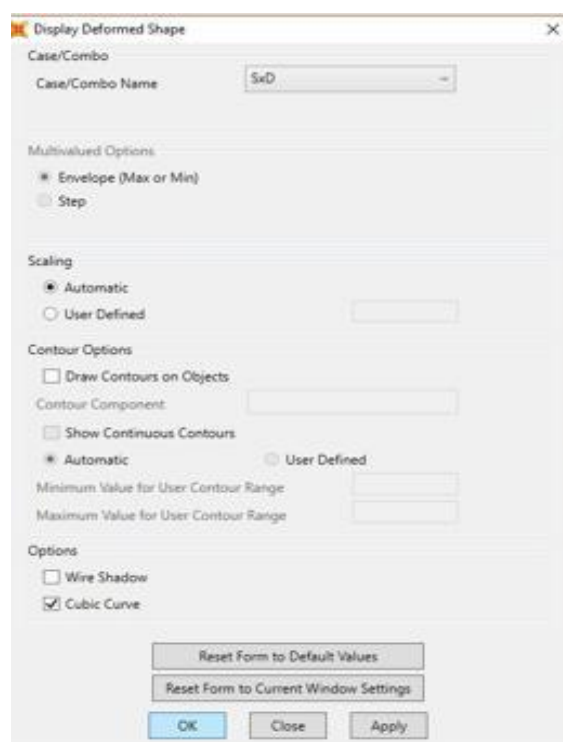 Display Deformed Shape
Case/Combo
Case/Combo Name SxD
Multivalued Options
Envelope (Max or Min)
Step
Scaling
Automatic
User Defined
Contour Options
Draw Contours on Objects
Contour Component
Show Continuous Contours
Automatic User Defined
Minimum Value for User Contour Range
Maximum Value for User Contour Range
Options
Wire Shadow
Cubic Curve
Reset Form to Default Values
Reset Form to Current Window Settings
OK Close Apply